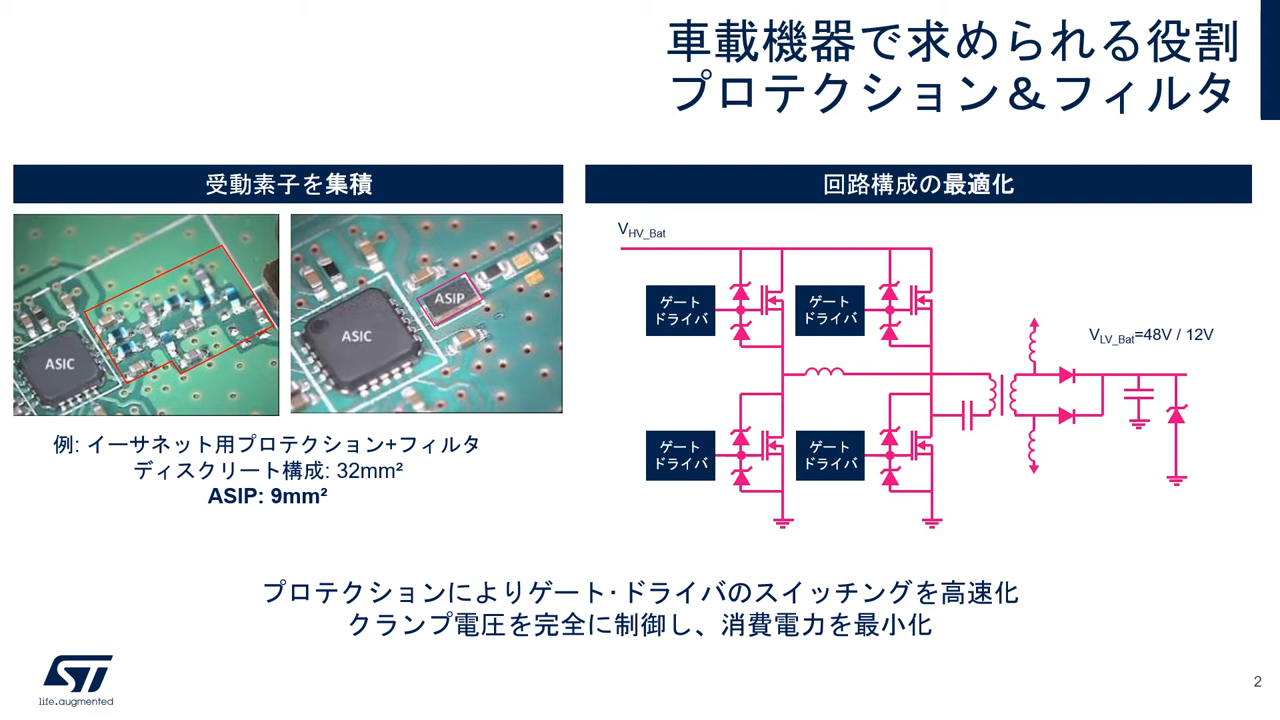 車載機器で求められる役割
プロテクション＆フィルタ
受動素子を集積
回路構成の最適化
ASIC
ASIC
ASIP
例: イーサネット用プロテクション+フィルタ
ディスクリート構成: 32mm²
ASIP: 9mm²
VHV_Bat
ゲート
ドライバ
ゲート
ドライバ
VLV_Bat=48V / 12V
ゲート
ドライバ
ゲート
ドライバ
プロテクションによりゲート･ドライバのスイッチングを高速化
クランプ電圧を完全に制御し、消費電力を最小化
ST
life.augmented
2